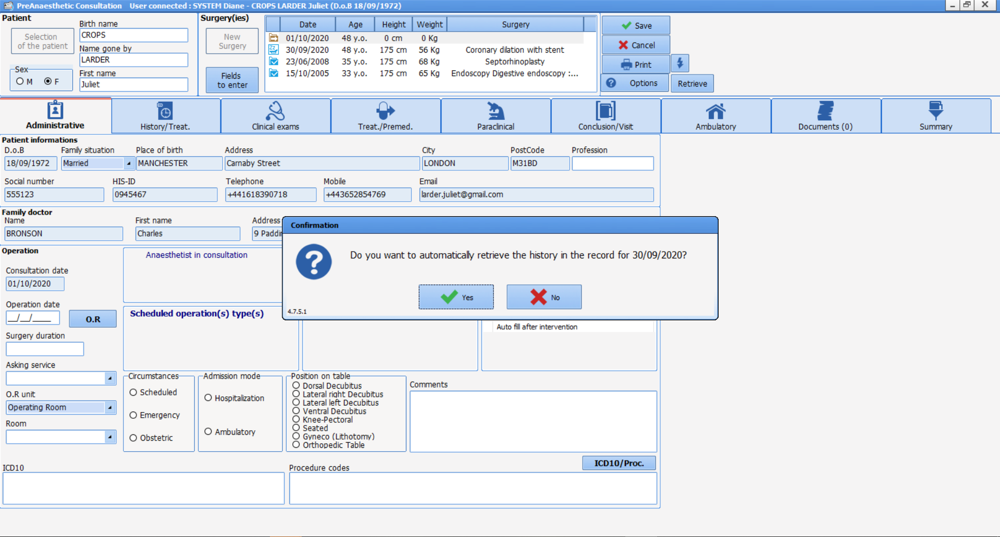 PreAnaesthetic Consultation User connected : SYSTEM Diane - CROPS LARDER Juliet (D.o.B 18/09/1972)
Patient
Selection
of the patient
Sex
M F
Birth name
CROPS
Name gone by
LARDER
First name
Juliet
Surgery(ies)
New
Surgery
Fields
to enter
Date Age Height Weight Surgery
01/10/2020 48 y.o. 0 cm 0 Kg
30/09/2020 48 y.o. 175 cm 56 Kg Coronary dilation with stent
23/06/2008 35 y.o. 175 cm 68 Kg Septorhinoplasty
15/10/2005 33 y.o. 175 cm 65 Kg Endoscopy Digestive endoscopy :...
Save
Cancel
Print
Options
Retrieve
Administrative
History/Treat.
Clinical exams
Treat./Premed.
Paraclinical
Conclusion/Visit
Ambulatory
Documents (0)
Summary
Patient informations
D.o.B Family situation Place of birth Address City PostCode Profession
18/09/1972 Married MANCHESTER Carnaby Street LONDON M31BD
Social number HIS-ID Telephone Mobile Email
555123 0945467 +441618390718 +443652854769 larder.juliet@gmail.com
Family doctor
Name First name Address
BRONSON Charles 9 Paddin
Confirmation
Do you want to automatically retrieve the history in the record for 30/09/2020?
Yes
No
4.7.5.1
Operation
Consultation date
01/10/2020
Operation date
__/__/____
O.R
Surgery duration
Asking service
O.R unit
Operating Room
Room
Anaesthetist in consultation
Scheduled operation(s) type(s)
Auto fill after intervention
Circumstances
Scheduled
Emergency
Obstetric
Admission mode
Hospitalization
Ambulatory
Position on table
Dorsal Decubitus
Lateral right Decubitus
Lateral left Decubitus
Ventral Decubitus
Knee-Pectoral
Seated
Gyneco (Lithotomy)
Orthopedic Table
Comments
ICD10/Proc.
ICD10
Procedure codes